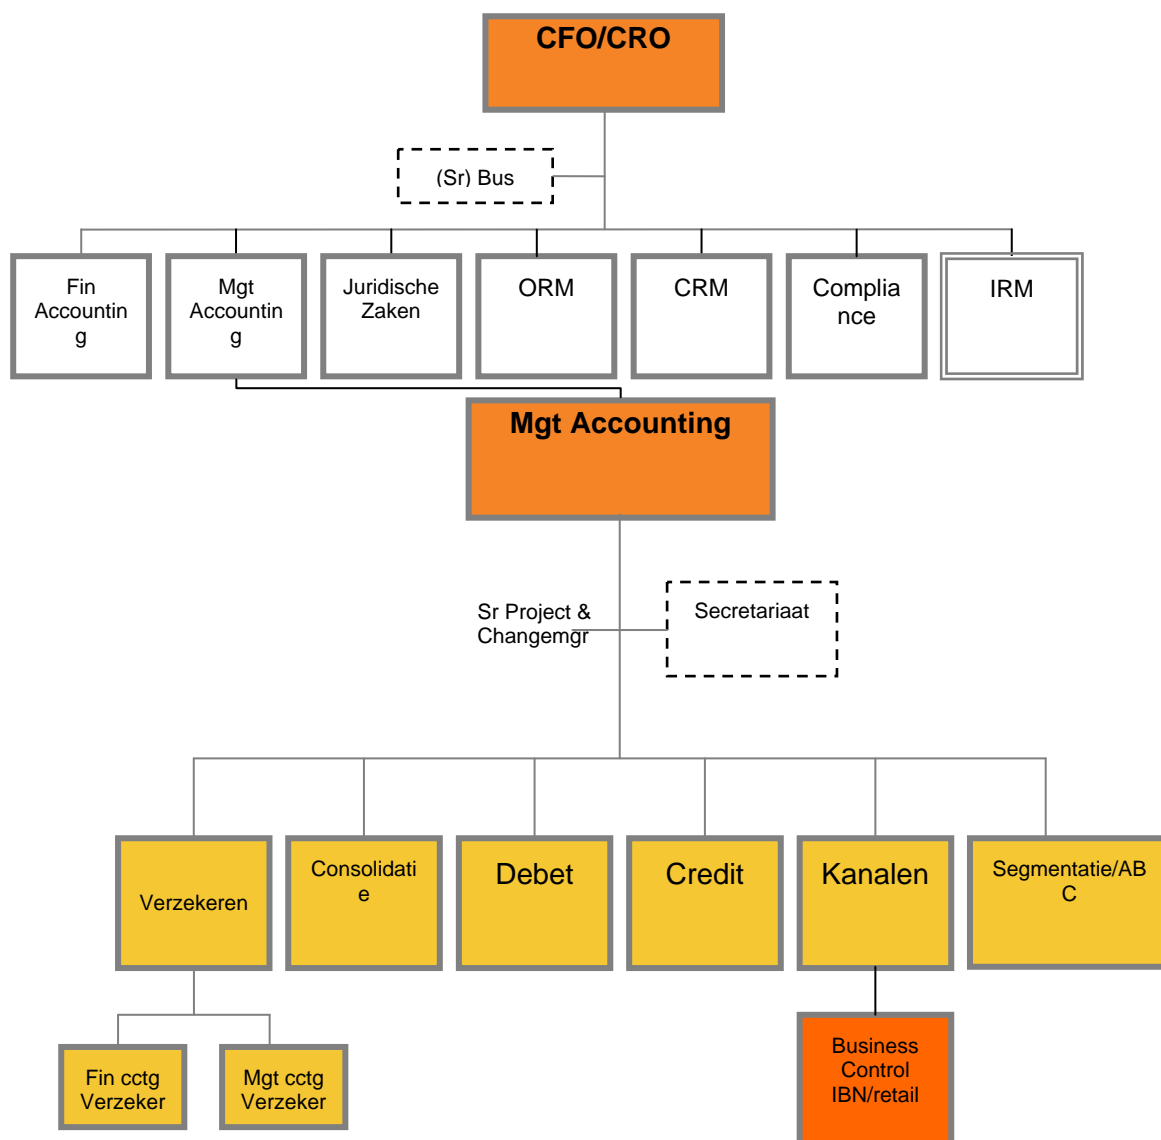 CFO/CRO
(Sr) Bus
Fin
Accountin
g
Mgt
Accountin
g
Juridische
Zaken
ORM
CRM
Complia
nce
IRM
Mgt Accounting
Sr Project &
Changemgr
Secretariaat
Verzekeren
Consolidati
e
Debet
Credit
Kanalen
Segmentatie/AB
C
Fin cctg
Verzeker
Mgt cctg
Verzeker
Business
Control
IBN/retail